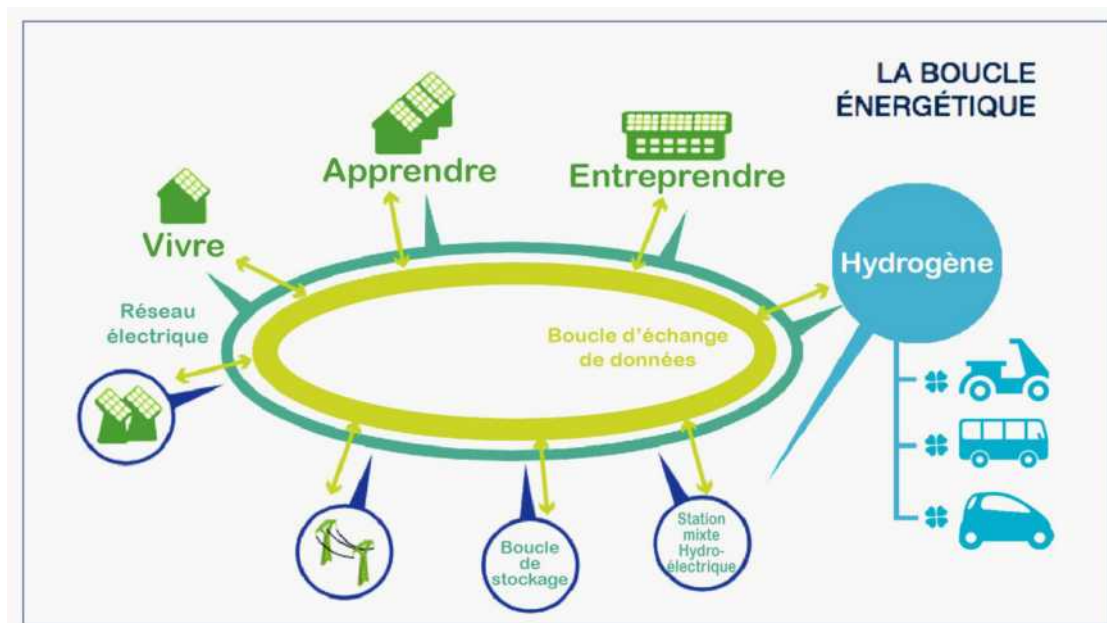 LA BOUCLE
ÉNERGÉTIQUE
Apprendre
Entreprendre
Vivre
Hydrogène
Réseau
électrique
Boucle d'échange
de données
Boucle
de
stockage
Station
mixte
Hydro-
électrique